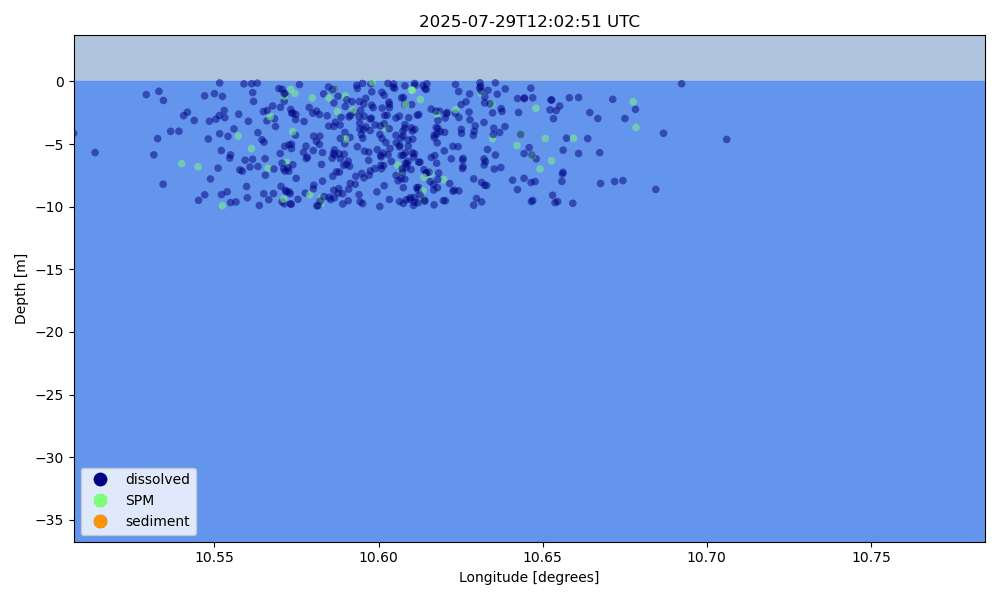 2025-07-29T12:02:51 UTC
0
−5
−10
−15
−20
−25
−30
−35
Depth [m]
dissolved
SPM
sediment
10.55 10.60 10.65 10.70 10.75
Longitude [degrees]